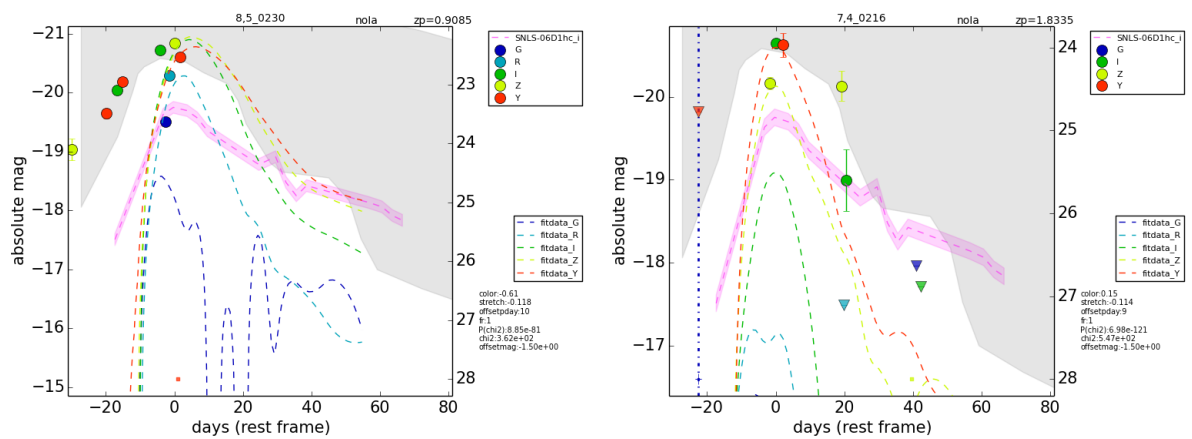 8,5_0230 nola zp=0.9085
−21
−20
−19
−18
−17
−16
−15
absolute mag
−20 0 20 40 60 80
days (rest frame)
23
24
25
26
27
28
SNLS-06D1hc_i
G
R
I
Z
Y
fitdata_G
fitdata_R
fitdata_I
fitdata_Z
fitdata_Y
color:-0.61
stretch:-0.118
offsetpday:10
fr:1
P(chi2):8.85e-81
chi2:3.62e+02
offsetmag:-1.50e+00
7,4_0216 nola zp=1.8335
−20
−19
−18
−17
absolute mag
−20 0 20 40 60 80
days (rest frame)
24
25
26
27
28
SNLS-06D1hc_i
G
I
Z
Y
fitdata_G
fitdata_R
fitdata_I
fitdata_Z
fitdata_Y
color:0.15
stretch:-0.114
offsetpday:9
fr:1
P(chi2):6.98e-121
chi2:5.47e+02
offsetmag:-1.50e+00